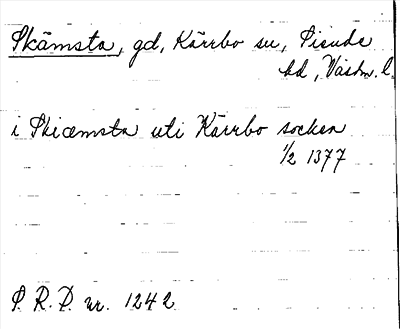 Skämsta, gd, Kärrbo sn, Siende
hd, Västm. l.
i Skiæmsta uti Kärrbo socken
1/2 1377
S. R. P. nr. 1242